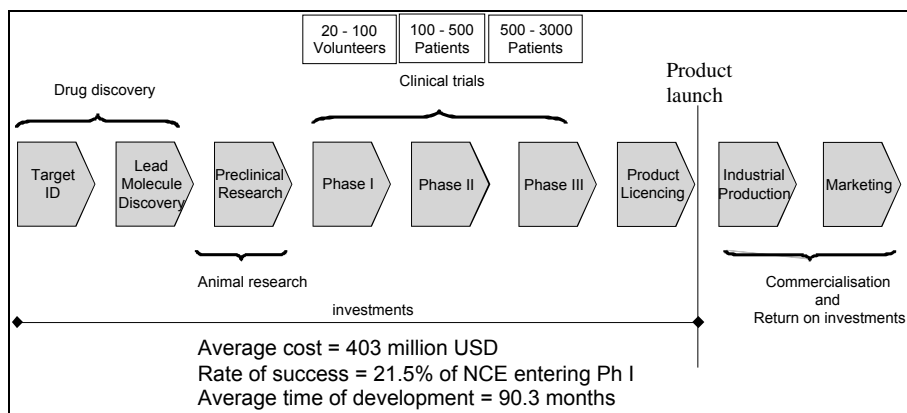 20 - 100
Volunteers
100 - 500
Patients
500 - 3000
Patients
Drug discovery
Clinical trials
Product
launch
Target
ID
Lead
Molecule
Discovery
Preclinical
Research
Phase I
Phase II
Phase III
Product
Licencing
Industrial
Production
Marketing
Animal research
Commercialisation
and
Return on investments
investments
Average cost = 403 million USD
Rate of success = 21.5% of NCE entering Ph I
Average time of development = 90.3 months